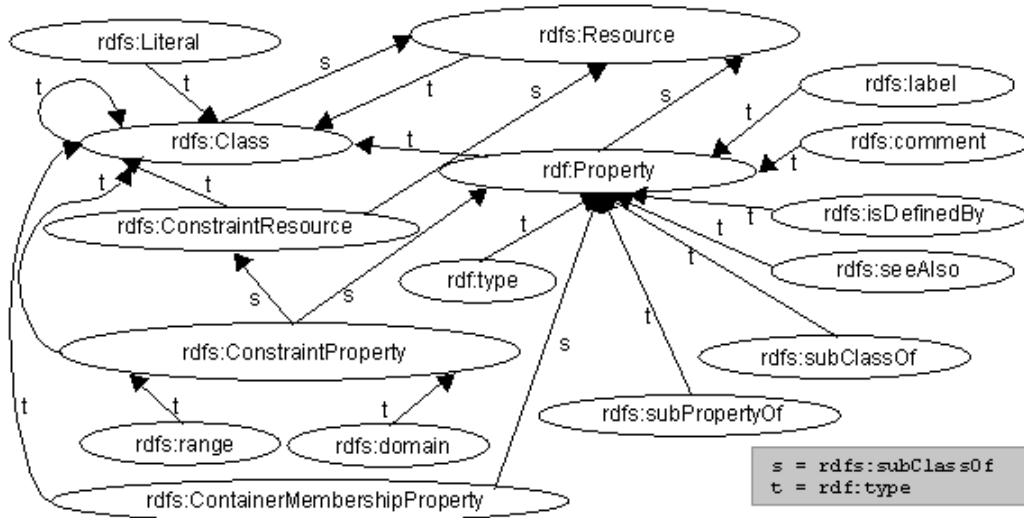 rdfs:Literal
rdfs:Resource
s
t
t
t
s
s
rdfs:label
t
rdfs:Class
t
rdfs:comment
t
rdf:Property
t
t
rdfs:ConstraintResource
t
rdfs:isDefinedBy
t
t
rdfs:seeAlso
t
rdf:type
s
s
rdfs:ConstraintProperty
s
t
rdfs:subClassOf
t
t
t
rdfs:subPropertyOf
rdfs:range
rdfs:domain
rdfs:ContainerMembershipProperty
s = rdfs:subClassOf
t = rdf:type